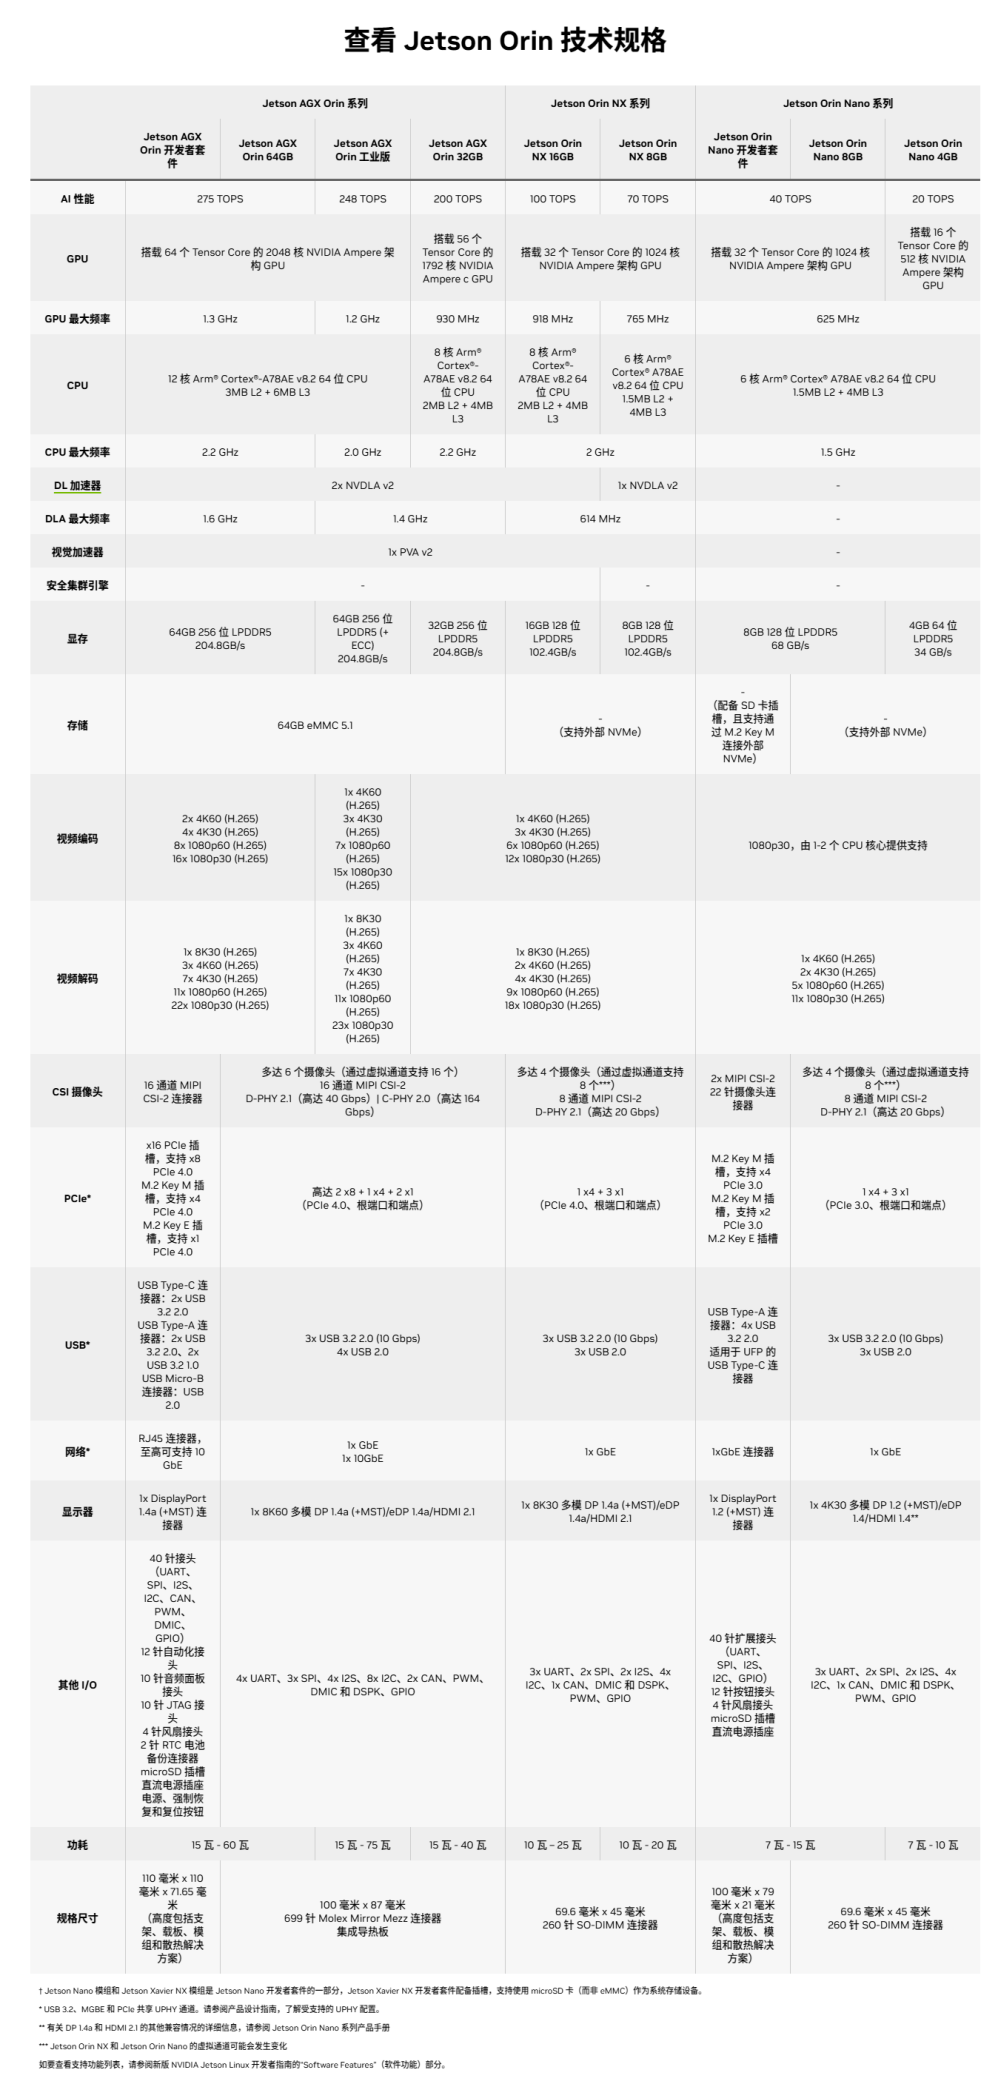 查看 Jetson Orin 技术规格
Jetson AGX Orin 系列
Jetson Orin NX 系列
Jetson Orin Nano 系列
Jetson AGX
Orin 开发者套
件
Jetson AGX
Orin 64GB
Jetson AGX
Orin 工业版
Jetson AGX
Orin 32GB
Jetson Orin
NX 16GB
Jetson Orin
NX 8GB
Jetson Orin
Nano 开发者套
件
Jetson Orin
Nano 8GB
Jetson Orin
Nano 4GB
AI 性能
275 TOPS
248 TOPS
200 TOPS
100 TOPS
70 TOPS
40 TOPS
20 TOPS
GPU
搭载 64 个 Tensor Core 的 2048 核 NVIDIA Ampere 架
构 GPU
搭载 56 个
Tensor Core 的
1792 核 NVIDIA
Ampere c GPU
搭载 32 个 Tensor Core 的 1024 核
NVIDIA Ampere 架构 GPU
搭载 32 个 Tensor Core 的 1024 核
NVIDIA Ampere 架构 GPU
搭载 16 个
Tensor Core 的
512 核 NVIDIA
Ampere 架构
GPU
GPU 最大频率
1.3 GHz
1.2 GHz
930 MHz
918 MHz
765 MHz
625 MHz
CPU
12 核 Arm® Cortex®-A78AE v8.2 64 位 CPU
3MB L2 + 6MB L3
8 核 Arm®
Cortex®-
A78AE v8.2 64
位 CPU
2MB L2 + 4MB
L3
8 核 Arm®
Cortex®-
A78AE v8.2 64
位 CPU
2MB L2 + 4MB
L3
6 核 Arm®
Cortex® A78AE
v8.2 64 位 CPU
1.5MB L2 +
4MB L3
6 核 Arm® Cortex® A78AE v8.2 64 位 CPU
1.5MB L2 + 4MB L3
CPU 最大频率
2.2 GHz
2.0 GHz
2.2 GHz
2 GHz
1.5 GHz
DL 加速器
2x NVDLA v2
1x NVDLA v2
-
DLA 最大频率
1.6 GHz
1.4 GHz
614 MHz
-
视觉加速器
1x PVA v2
-
安全集群引擎
-
-
-
显存
64GB 256 位 LPDDR5
204.8GB/s
64GB 256 位
LPDDR5 (+
ECC)
204.8GB/s
32GB 256 位
LPDDR5
204.8GB/s
16GB 128 位
LPDDR5
102.4GB/s
8GB 128 位
LPDDR5
102.4GB/s
8GB 128 位 LPDDR5
68 GB/s
4GB 64 位
LPDDR5
34 GB/s
存储
64GB eMMC 5.1
-
（支持外部 NVMe）
-
（配备 SD 卡插
槽，且支持通
过 M.2 Key M
连接外部
NVMe）
-
（支持外部 NVMe）
视频编码
2x 4K60 (H.265)
4x 4K30 (H.265)
8x 1080p60 (H.265)
16x 1080p30 (H.265)
1x 4K60
(H.265)
3x 4K30
(H.265)
7x 1080p60
(H.265)
15x 1080p30
(H.265)
1x 4K60 (H.265)
3x 4K30 (H.265)
6x 1080p60 (H.265)
12x 1080p30 (H.265)
1080p30，由 1-2 个 CPU 核心提供支持
视频解码
1x 8K30 (H.265)
3x 4K60 (H.265)
7x 4K30 (H.265)
11x 1080p60 (H.265)
22x 1080p30 (H.265)
1x 8K30
(H.265)
3x 4K60
(H.265)
7x 4K30
(H.265)
11x 1080p60
(H.265)
23x 1080p30
(H.265)
1x 8K30 (H.265)
2x 4K60 (H.265)
4x 4K30 (H.265)
9x 1080p60 (H.265)
18x 1080p30 (H.265)
1x 4K60 (H.265)
2x 4K30 (H.265)
5x 1080p60 (H.265)
11x 1080p30 (H.265)
CSI 摄像头
16 通道 MIPI
CSI-2 连接器
多达 6 个摄像头（通过虚拟通道支持 16 个）
16 通道 MIPI CSI-2
D-PHY 2.1（高达 40 Gbps）| C-PHY 2.0（高达 164
Gbps）
多达 4 个摄像头（通过虚拟通道支持
8 个***）
8 通道 MIPI CSI-2
D-PHY 2.1（高达 20 Gbps）
2x MIPI CSI-2
22 针摄像头连
接器
多达 4 个摄像头（通过虚拟通道支持
8 个***）
8 通道 MIPI CSI-2
D-PHY 2.1（高达 20 Gbps）
PCIe*
x16 PCIe 插
槽，支持 x8
PCIe 4.0
M.2 Key M 插
槽，支持 x4
PCIe 4.0
M.2 Key E 插
槽，支持 x1
PCIe 4.0
高达 2 x8 + 1 x4 + 2 x1
（PCIe 4.0、根端口和端点）
1 x4 + 3 x1
（PCIe 4.0、根端口和端点）
M.2 Key M 插
槽，支持 x4
PCIe 3.0
M.2 Key M 插
槽，支持 x2
PCIe 3.0
M.2 Key E 插槽
1 x4 + 3 x1
（PCIe 3.0、根端口和端点）
USB*
USB Type-C 连
接器：2x USB
3.2 2.0
USB Type-A 连
接器：2x USB
3.2 2.0、2x
USB 3.2 1.0
USB Micro-B
连接器：USB
2.0
3x USB 3.2 2.0 (10 Gbps)
4x USB 2.0
3x USB 3.2 2.0 (10 Gbps)
3x USB 2.0
USB Type-A 连
接器：4x USB
3.2 2.0
适用于 UFP 的
USB Type-C 连
接器
3x USB 3.2 2.0 (10 Gbps)
3x USB 2.0
网络*
RJ45 连接器，
至高可支持 10
GbE
1x GbE
1x 10GbE
1x GbE
1xGbE 连接器
1x GbE
显示器
1x DisplayPort
1.4a (+MST) 连
接器
1x 8K60 多模 DP 1.4a (+MST)/eDP 1.4a/HDMI 2.1
1x 8K30 多模 DP 1.4a (+MST)/eDP
1.4a/HDMI 2.1
1x DisplayPort
1.2 (+MST) 连
接器
1x 4K30 多模 DP 1.2 (+MST)/eDP
1.4/HDMI 1.4**
其他 I/O
40 针接头
（UART、
SPI、I2S、
I2C、CAN、
PWM、
DMIC、
GPIO）
12 针自动化接
头
10 针音频面板
接头
10 针 JTAG 接
头
4 针风扇接头
2 针 RTC 电池
备份连接器
microSD 插槽
直流电源插座
电源、强制恢
复和复位按钮
4x UART、3x SPI、4x I2S、8x I2C、2x CAN、PWM、
DMIC 和 DSPK、GPIO
3x UART、2x SPI、2x I2S、4x
I2C、1x CAN、DMIC 和 DSPK、
PWM、GPIO
40 针扩展接头
（UART、
SPI、I2S、
I2C、GPIO）
12 针按钮接头
4 针风扇接头
microSD 插槽
直流电源插座
3x UART、2x SPI、2x I2S、4x
I2C、1x CAN、DMIC 和 DSPK、
PWM、GPIO
功耗
15 瓦 - 60 瓦
15 瓦 - 75 瓦
15 瓦 - 40 瓦
10 瓦 – 25 瓦
10 瓦 - 20 瓦
7 瓦 - 15 瓦
7 瓦 - 10 瓦
规格尺寸
110 毫米 x 110
毫米 x 71.65 毫
米
（高度包括支
架、载板、模
组和散热解决
方案）
100 毫米 x 87 毫米
699 针 Molex Mirror Mezz 连接器
集成导热板
69.6 毫米 x 45 毫米
260 针 SO-DIMM 连接器
100 毫米 x 79
毫米 x 21 毫米
（高度包括支
架、载板、模
组和散热解决
方案）
69.6 毫米 x 45 毫米
260 针 SO-DIMM 连接器
† Jetson Nano 模组和 Jetson Xavier NX 模组是 Jetson Nano 开发者套件的一部分，Jetson Xavier NX 开发者套件配备插槽，支持使用 microSD 卡（而非 eMMC）作为系统存储设备。
* USB 3.2、MGBE 和 PCIe 共享 UPHY 通道。请参阅产品设计指南，了解受支持的 UPHY 配置。
** 有关 DP 1.4a 和 HDMI 2.1 的其他兼容情况的详细信息，请参阅 Jetson Orin Nano 系列产品手册
*** Jetson Orin NX 和 Jetson Orin Nano 的虚拟通道可能会发生变化
如要查看支持功能列表，请参阅新版 NVIDIA Jetson Linux 开发者指南的“Software Features”（软件功能）部分。